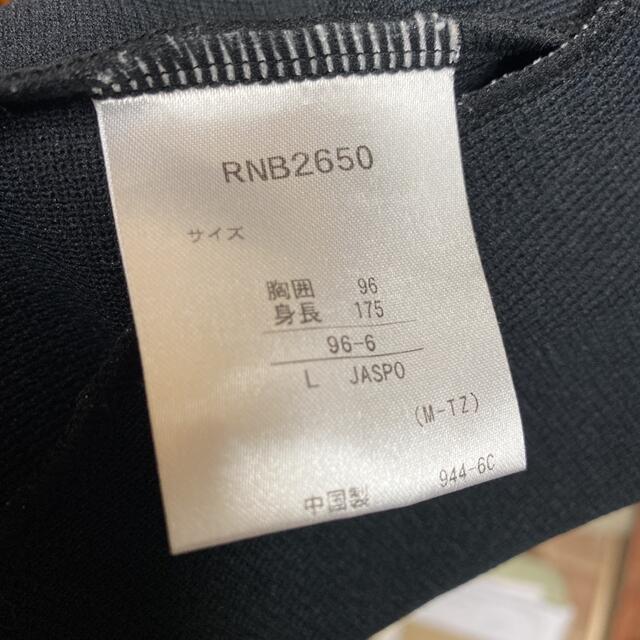 RNB2650
サイズ
胸囲 96
身長 175
96-6
L JASPO
(M-TZ)
944-6C
中国製